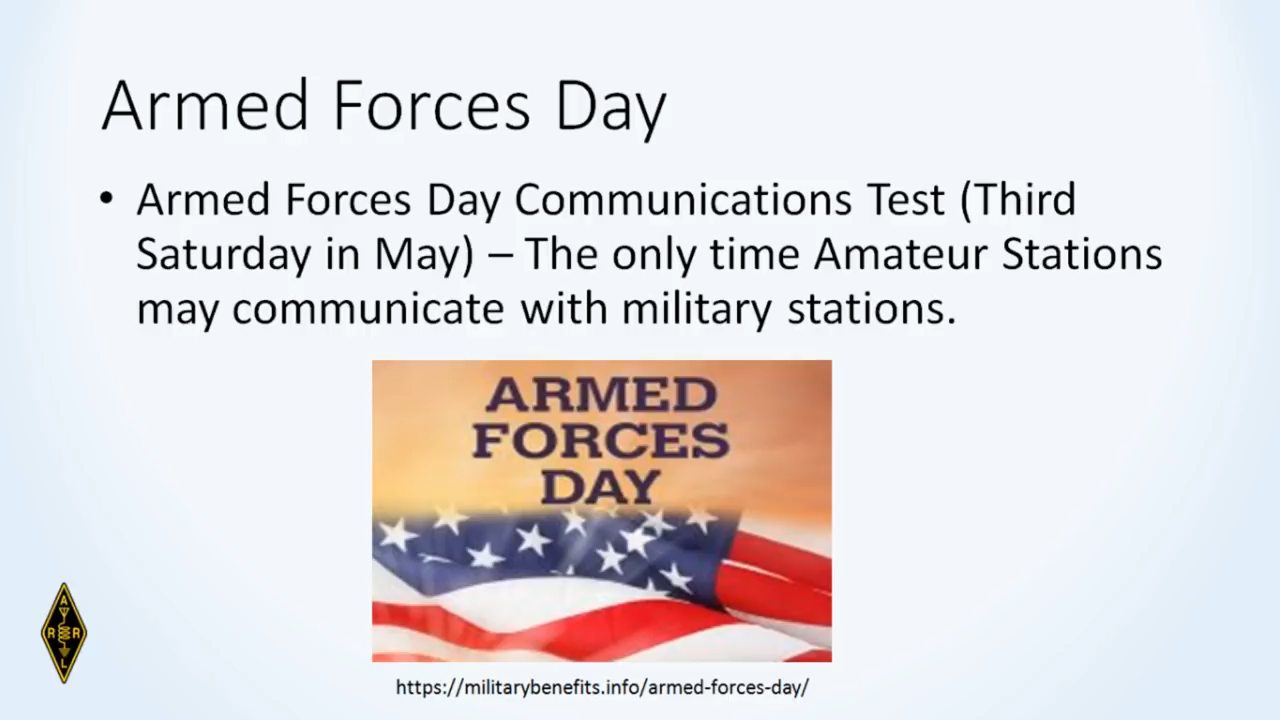 Armed Forces Day
• Armed Forces Day Communications Test (Third
Saturday in May) – The only time Amateur Stations
may communicate with military stations.
ARMED
FORCES
DAY
A
R R
L
https://militarybenefits.info/armed-forces-day/